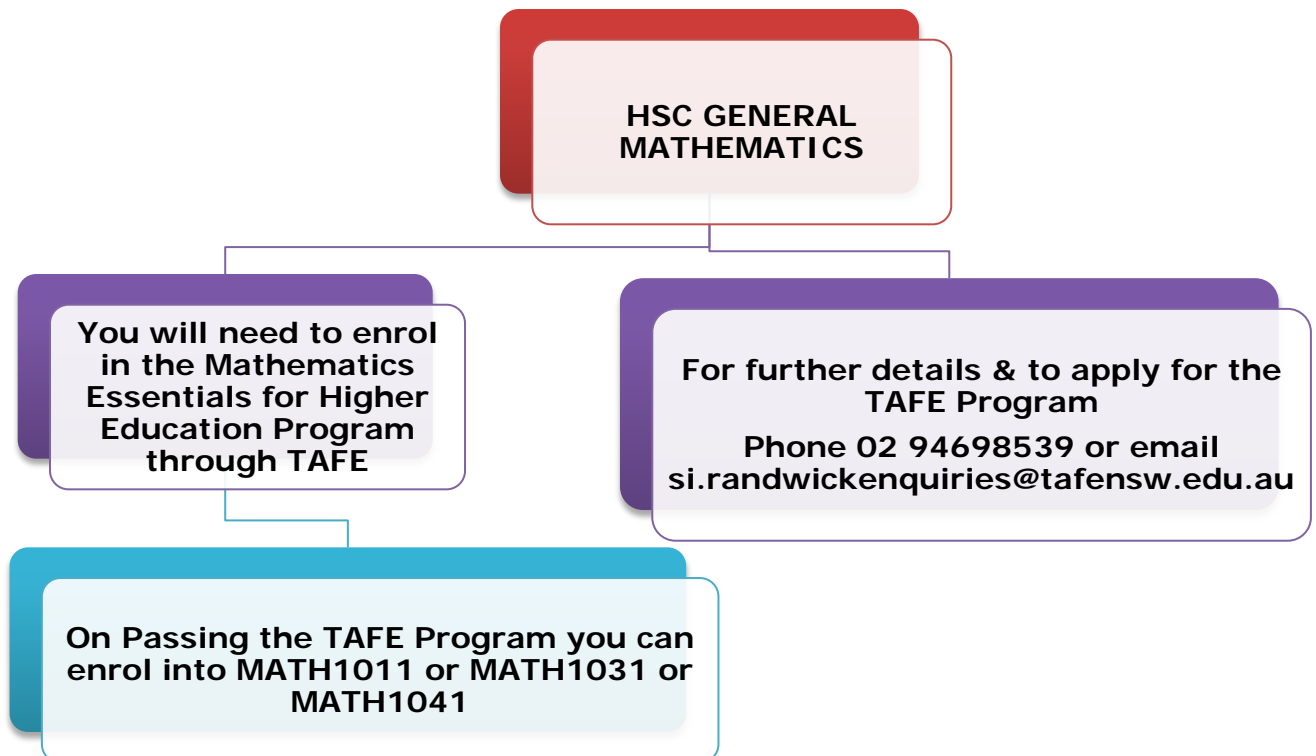 HSC GENERAL
MATHEMATICS
You will need to enrol
in the Mathematics
Essentials for Higher
Education Program
through TAFE
For further details & to apply for the
TAFE Program
Phone 02 94698539 or email
si.randwickenquiries@tafensw.edu.au
On Passing the TAFE Program you can
enrol into MATH1011 or MATH1031 or
MATH1041